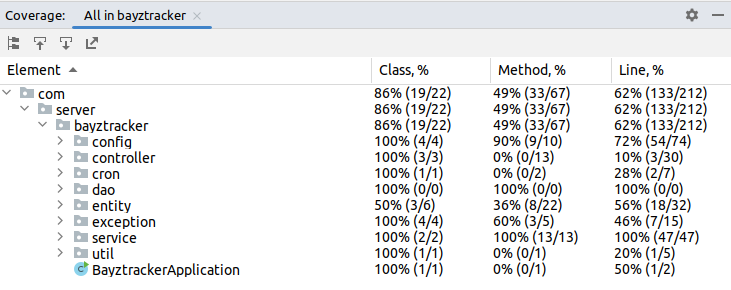 Coverage: All in bayztracker
Element Class, % Method, % Line, %
com 86% (19/22) 49% (33/67) 62% (133/212)
server 86% (19/22) 49% (33/67) 62% (133/212)
bayztracker 86% (19/22) 49% (33/67) 62% (133/212)
config 100% (4/4) 90% (9/10) 72% (54/74)
controller 100% (3/3) 0% (0/13) 10% (3/30)
cron 100% (1/1) 0% (0/2) 28% (2/7)
dao 100% (0/0) 100% (0/0) 100% (0/0)
entity 50% (3/6) 36% (8/22) 56% (18/32)
exception 100% (4/4) 60% (3/5) 46% (7/15)
service 100% (2/2) 100% (13/13) 100% (47/47)
util 100% (1/1) 0% (0/1) 20% (1/5)
C BayztrackerApplication 100% (1/1) 0% (0/1) 50% (1/2)